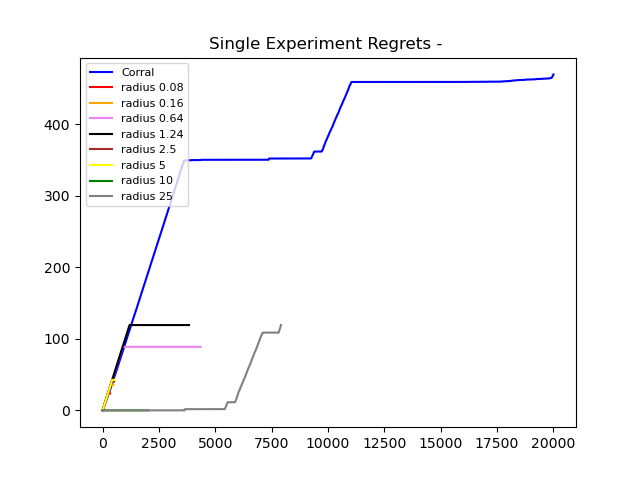 Single Experiment Regrets -
Corral
radius 0.08
radius 0.16
radius 0.64
radius 1.24
radius 2.5
radius 5
radius 10
radius 25
400
300
200
100
0
0 2500 5000 7500 10000 12500 15000 17500 20000